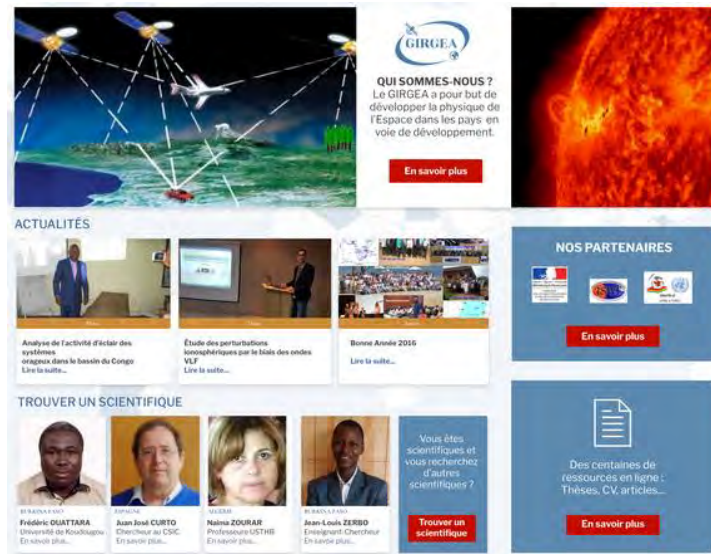 GIRGEA
QUI SOMMES-NOUS ?
Le GIRGEA a pour but de
développer la physique de
l'Espace dans les pays en
voie de développement.
En savoir plus
ACTUALITÉS
Analyse de l'activité d'éclair des
systèmes
orageux dans le bassin du Congo
Lire la suite...
Étude des perturbations
ionosphériques par le biais des ondes
VLF
Lire la suite...
Bonne Année 2016
Lire la suite...
NOS PARTENAIRES
En savoir plus
TROUVER UN SCIENTIFIQUE
BURKINA FASO
Frédéric OUATTARA
Université de Koudougou
En savoir plus...
ESPAGNE
Juan José CURTO
Chercheur au CSIC
En savoir plus...
ALGÉRIE
Naima ZOURAR
Professeure USTHB
En savoir plus...
BURKINA FASO
Jean-Louis ZERBO
Enseignant-Chercheur
En savoir plus...
Vous êtes
scientifiques et
vous recherchez
d'autres
scientifiques ?
Trouver un
scientifique
Des centaines de
ressources en ligne :
Thèses, CV, articles...
En savoir plus